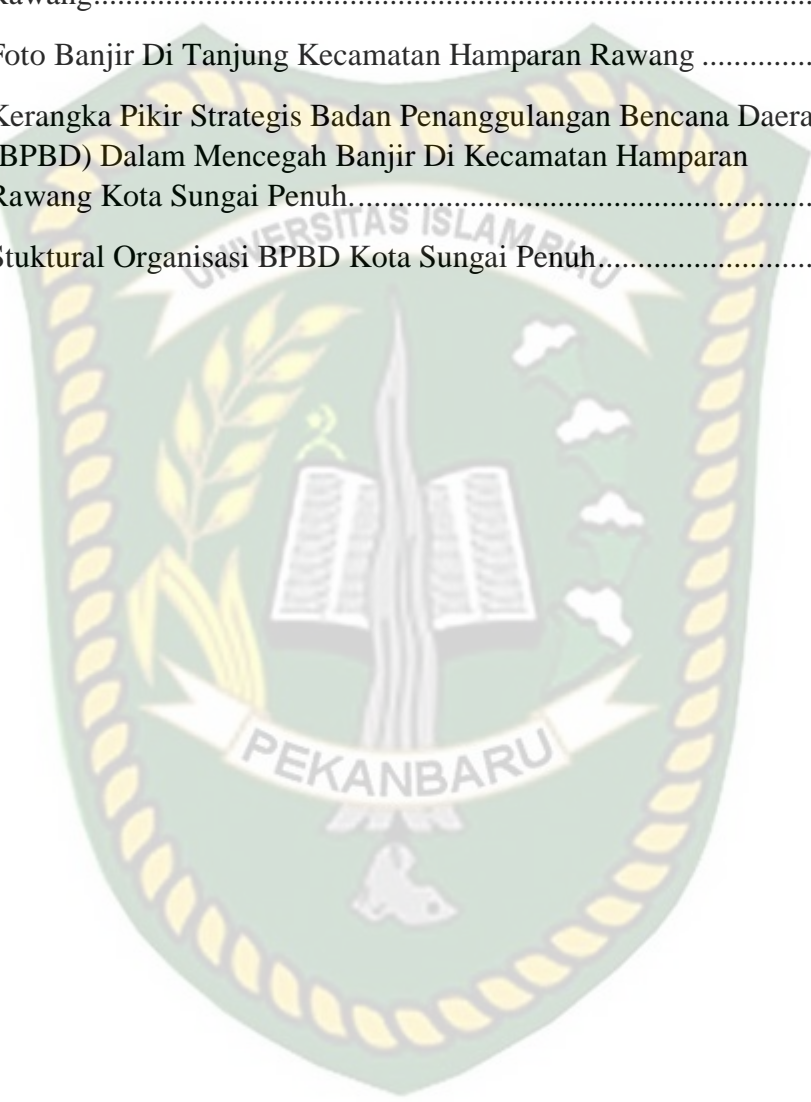 Rawang...........................................................................................
Foto Banjir Di Tanjung Kecamatan Hamparan Rawang ..............
Kerangka Pikir Strategis Badan Penanggulangan Bencana Daera
(BPBD) Dalam Mencegah Banjir Di Kecamatan Hamparan
Rawang Kota Sungai Penuh..........................................................
Stuktural Organisasi BPBD Kota Sungai Penuh...........................
UNIVERSITAS ISLAM RIAU
PEKANBARU